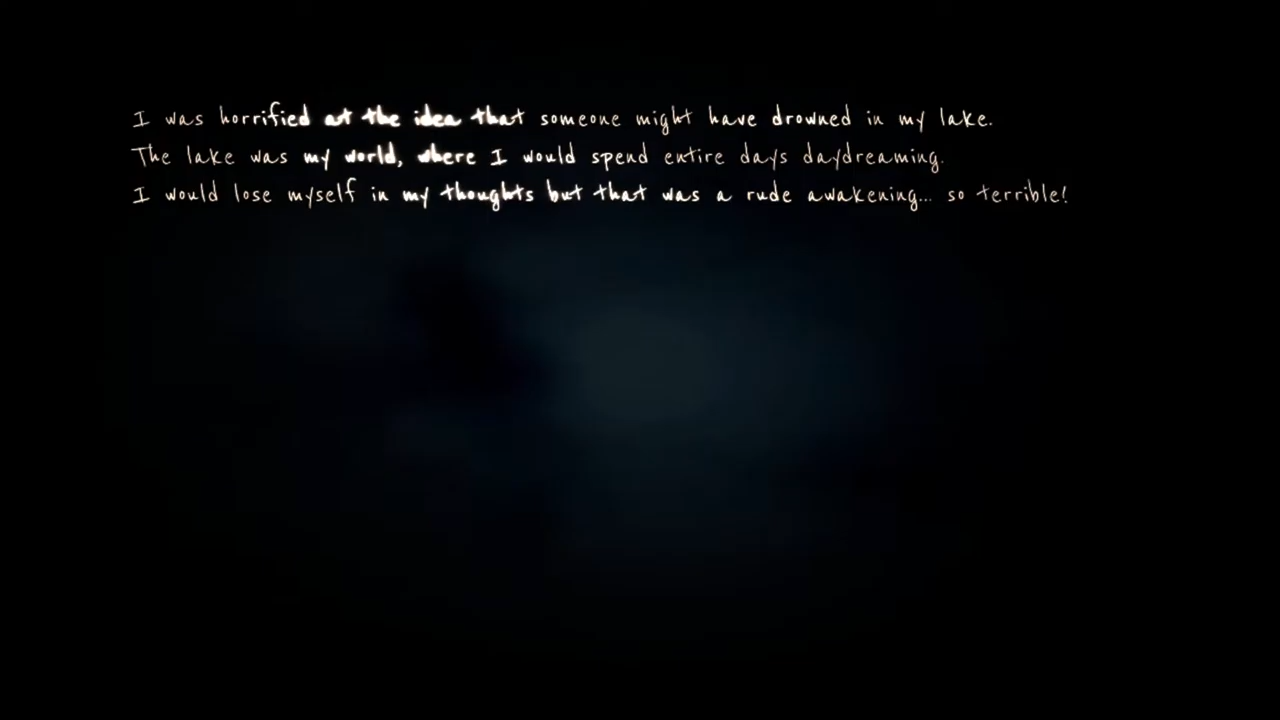 I was horrified at the idea that someone might have drowned in my lake.
The lake was my world, where I would spend entire days daydreaming.
I would lose myself in my thoughts but that was a rude awakening... so terrible!